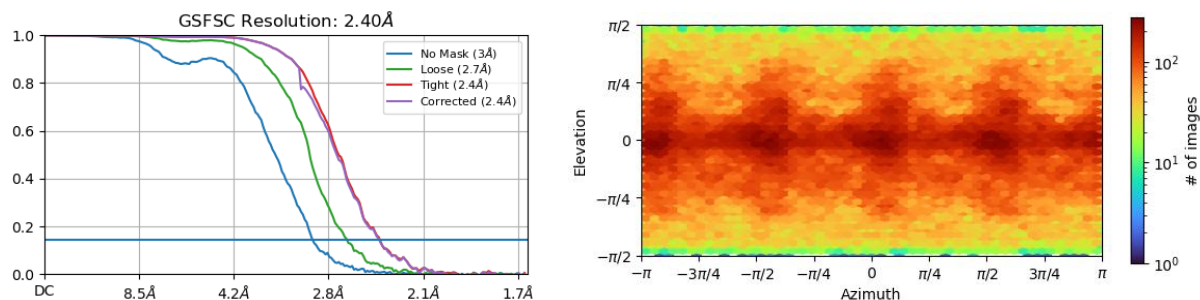 GSFSC Resolution: 2.40Å
1.0
0.8
0.6
0.4
0.2
0.0
No Mask (3Å)
Loose (2.7Å)
Tight (2.4Å)
Corrected (2.4Å)
DC
8.5Å
4.2Å
2.8Å
2.1Å
1.7Å
Elevation
π/2
π/4
0
−π/4
−π/2
−π
−3π/4
−π/2
−π/4
0
π/4
π/2
3π/4
π
Azimuth
10²
10¹
10⁰
# of images